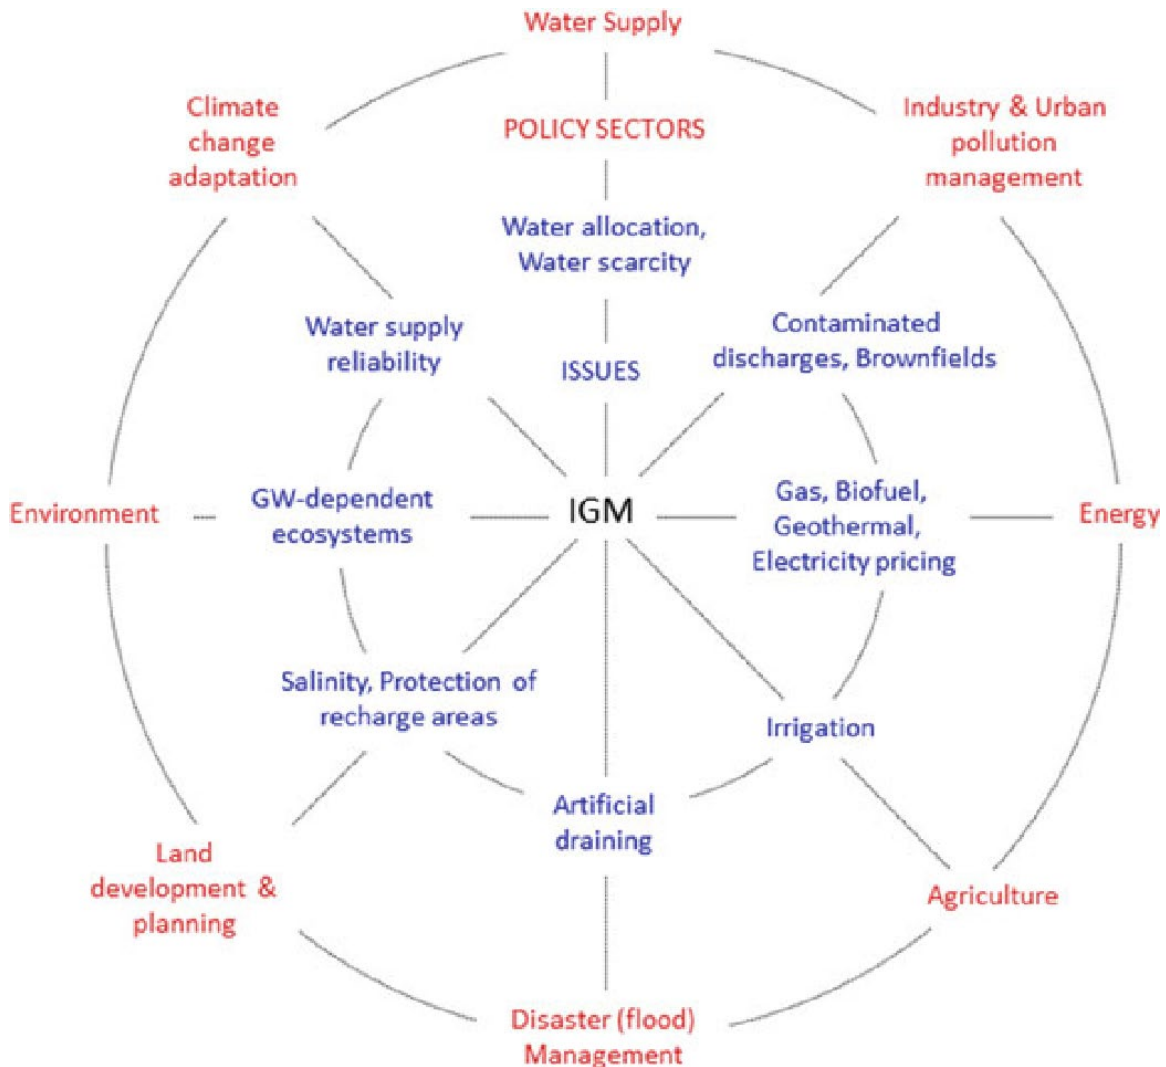 Water Supply
Climate
change
adaptation
POLICY SECTORS
Industry & Urban
pollution
management
Water allocation,
Water scarcity
Water supply
reliability
ISSUES
Contaminated
discharges, Brownfields
Environment
GW-dependent
ecosystems
IGM
Gas, Biofuel,
Geothermal,
Electricity pricing
Energy
Salinity, Protection of
recharge areas
Irrigation
Artificial
draining
Land
development &
planning
Agriculture
Disaster (flood)
Management